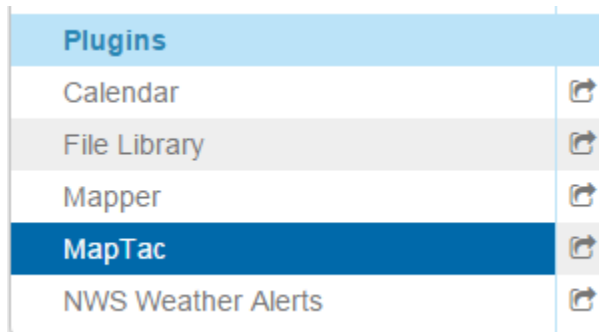 Plugins
Calendar
File Library
Mapper
MapTac
NWS Weather Alerts